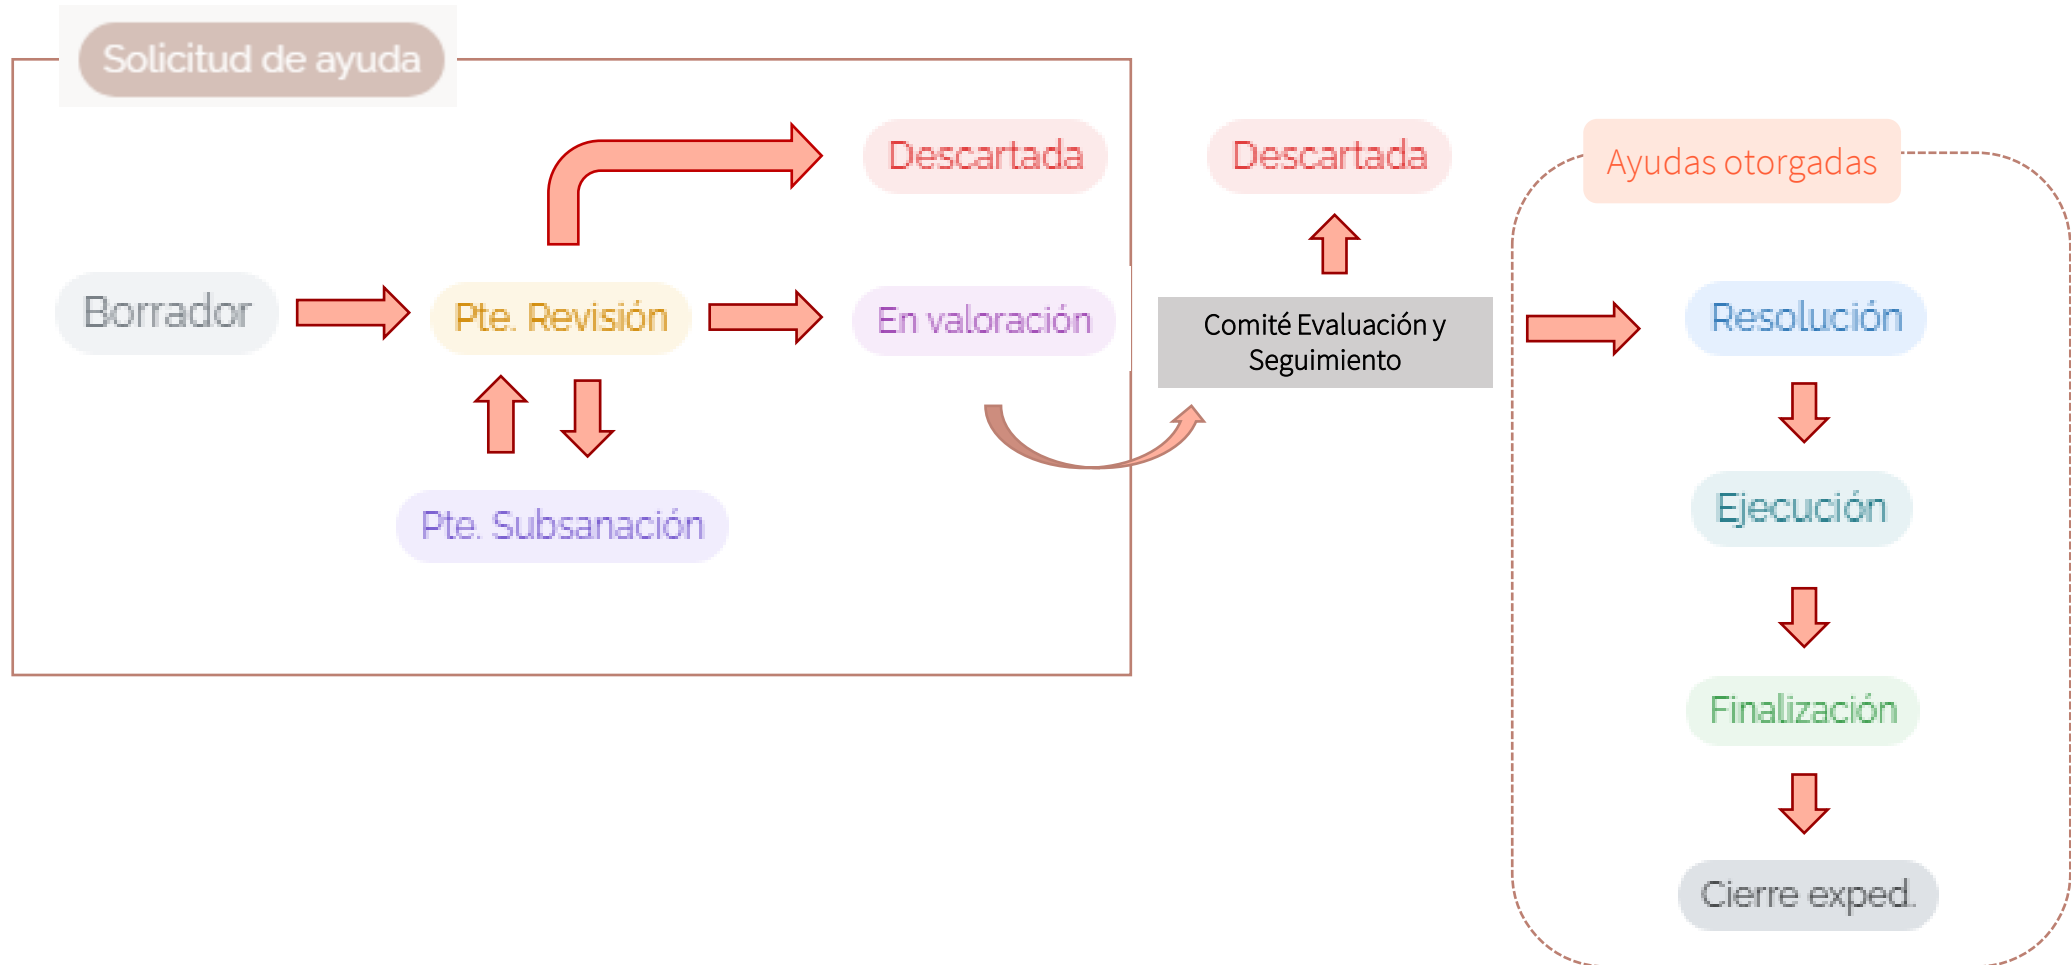 Solicitud de ayuda
Descartada
Borrador
Pte. Revisión
En valoración
Pte. Subsanación
Descartada
Comité Evaluación y
Seguimiento
Ayudas otorgadas
Resolución
Ejecución
Finalización
Cierre exped.